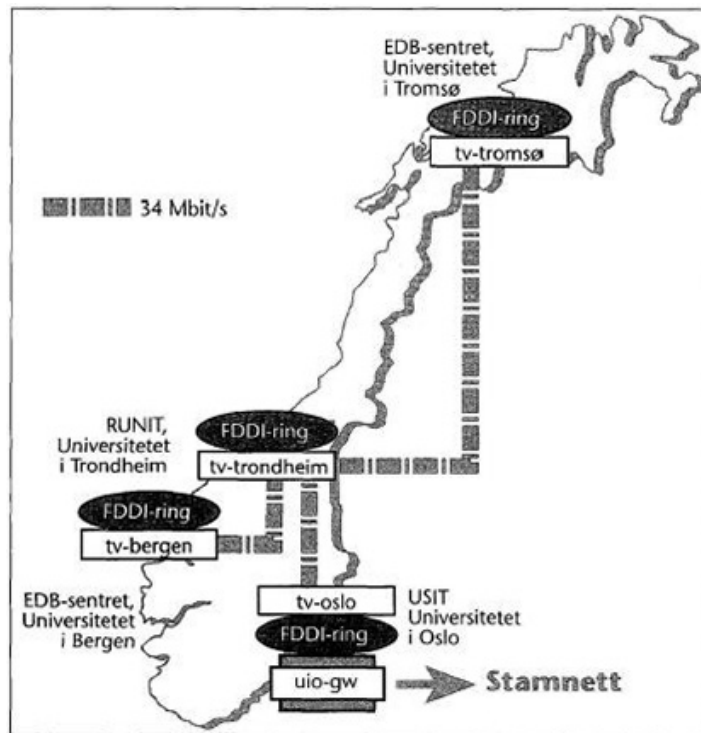 EDB-sentret,
Universitetet
i Tromsø
FDDI-ring
tv-tromsø
34 Mbit/s
RUNIT,
Universitetet
i Trondheim
FDDI-ring
tv-trondheim
FDDI-ring
tv-bergen
EDB-sentret,
Universitetet
i Bergen
tv-oslo
FDDI-ring
uio-gw
USIT
Universitetet
i Oslo
Stamnett